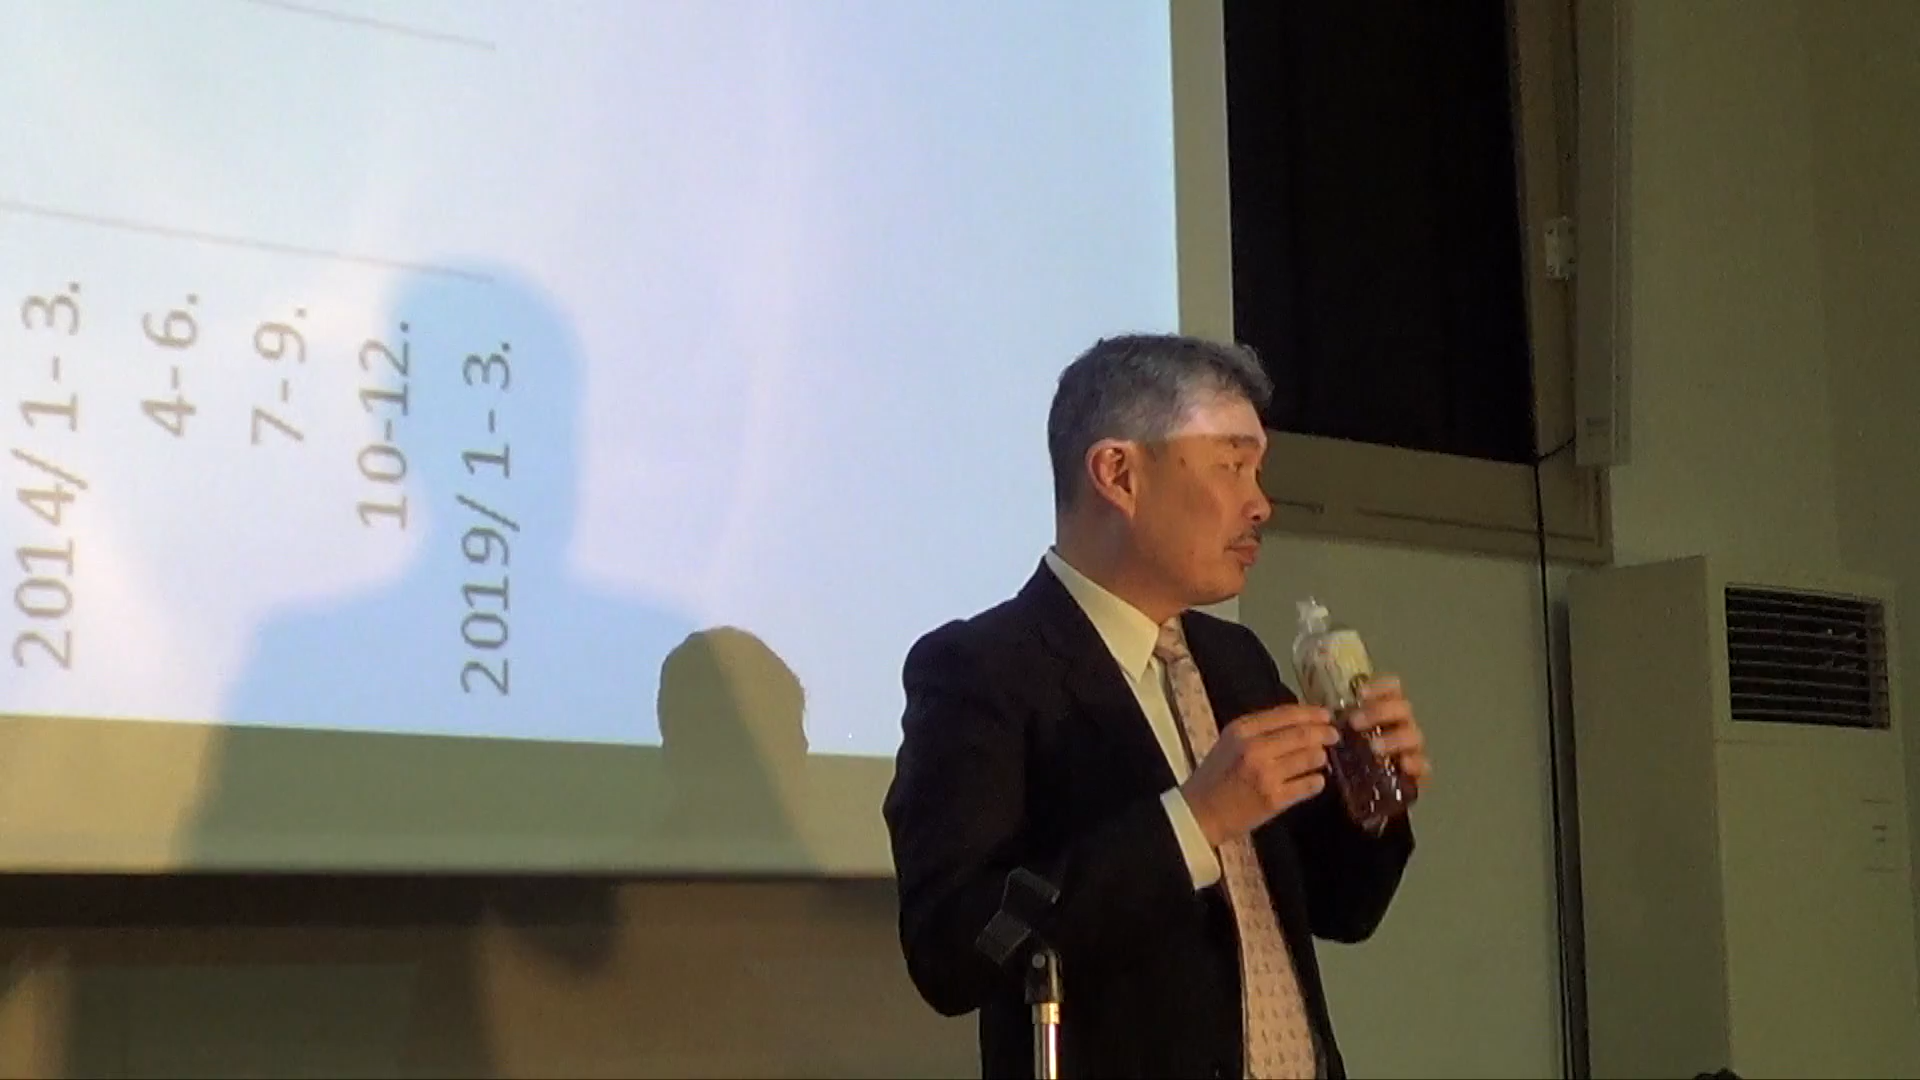 2014/ 1- 3.
4- 6.
7- 9.
10-12.
2019/ 1- 3.